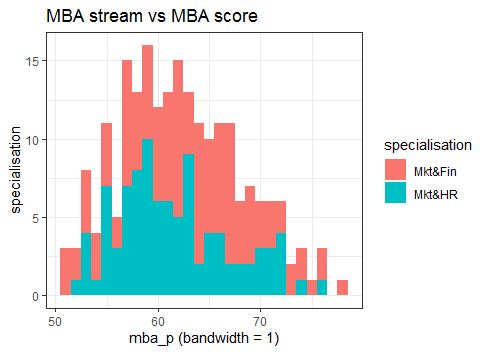 MBA stream vs MBA score
15
10
5
0
specialisation
50
60
70
mba_p (bandwidth = 1)
specialisation
Mkt&Fin
Mkt&HR